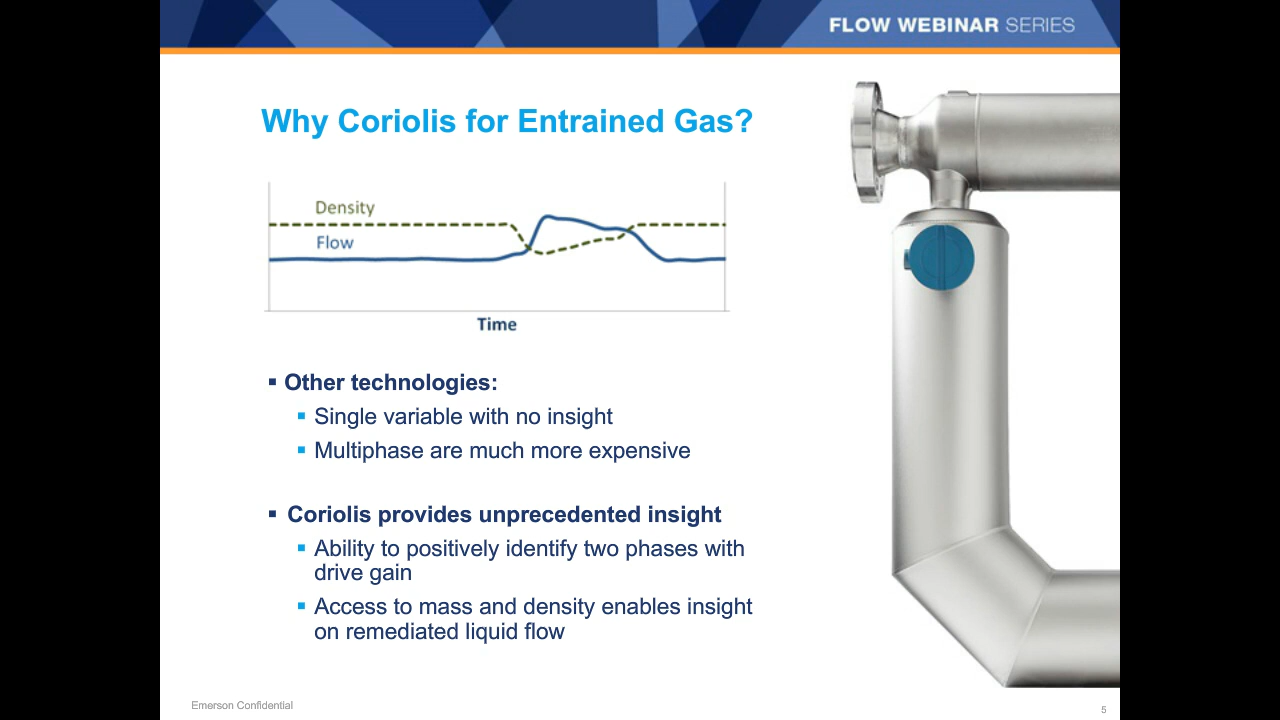 FLOW WEBINAR SERIES
Why Coriolis for Entrained Gas?
Density
Flow
Time
Other technologies:
Single variable with no insight
Multiphase are much more expensive
Coriolis provides unprecedented insight
Ability to positively identify two phases with
drive gain
Access to mass and density enables insight
on remediated liquid flow
Emerson Confidential
5